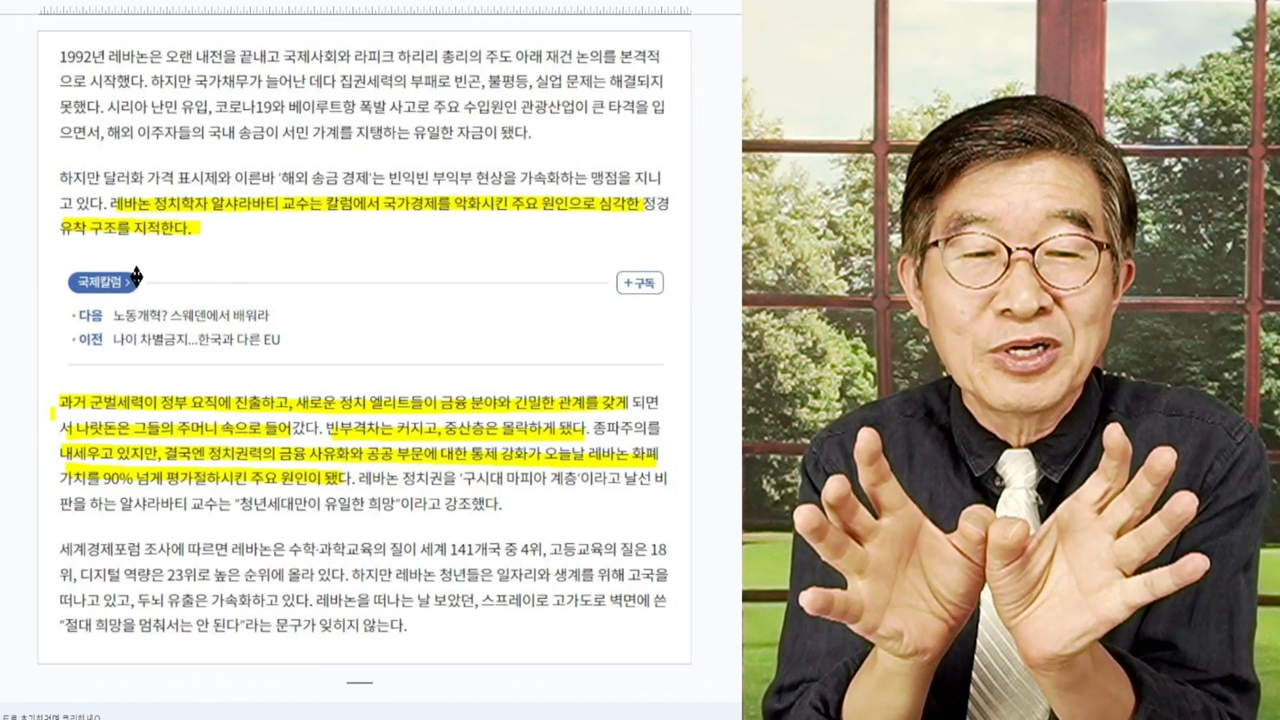 1992년 레바논은 오랜 내전을 끝내고 국제사회와 라피크 하리리 총리의 주도 아래 재건 논의를 본격적
으로 시작했다. 하지만 국가채무가 늘어난 데다 집권세력의 부패로 빈곤, 불평등, 실업 문제는 해결되지
못했다. 시리아 난민 유입, 코로나19와 베이루트항 폭발 사고로 주요 수입원인 관광산업이 큰 타격을 입
으면서, 해외 이주자들의 국내 송금이 서민 가계를 지탱하는 유일한 자금이 됐다.
하지만 달러화 가격 표시제와 이른바 '해외 송금 경제'는 빈익빈 부익부 현상을 가속화하는 맹점을 지니
고 있다. 레바논 정치학자 알샤라바티 교수는 칼럼에서 국가경제를 악화시킨 주요 원인으로 심각한 정경
유착 구조를 지적한다.
국제칼럼 >
+구독
· 다음 노동개혁? 스웨덴에서 배워라
· 이전 나이 차별금지...한국과 다른 EU
과거 군벌세력이 정부 요직에 진출하고, 새로운 정치 엘리트들이 금융 분야와 긴밀한 관계를 갖게 되면
서 나랏돈은 그들의 주머니 속으로 들어갔다. 빈부격차는 커지고, 중산층은 몰락하게 됐다. 종파주의를
내세우고 있지만, 결국엔 정치권력의 금융 사유화와 공공 부문에 대한 통제 강화가 오늘날 레바논 화폐
가치를 90% 넘게 평가절하시킨 주요 원인이 됐다. 레바논 정치권을 '구시대 마피아 계층'이라고 날선 비
판을 하는 알샤라바티 교수는 "청년세대만이 유일한 희망"이라고 강조했다.
세계경제포럼 조사에 따르면 레바논은 수학·과학교육의 질이 세계 141개국 중 4위, 고등교육의 질은 18
위, 디지털 역량은 23위로 높은 순위에 올라 있다. 하지만 레바논 청년들은 일자리와 생계를 위해 고국을
떠나고 있고, 두뇌 유출은 가속화하고 있다. 레바논을 떠나는 날 보았던, 스프레이로 고가도로 벽면에 쓴
"절대 희망을 멈춰서는 안 된다"라는 문구가 잊히지 않는다.